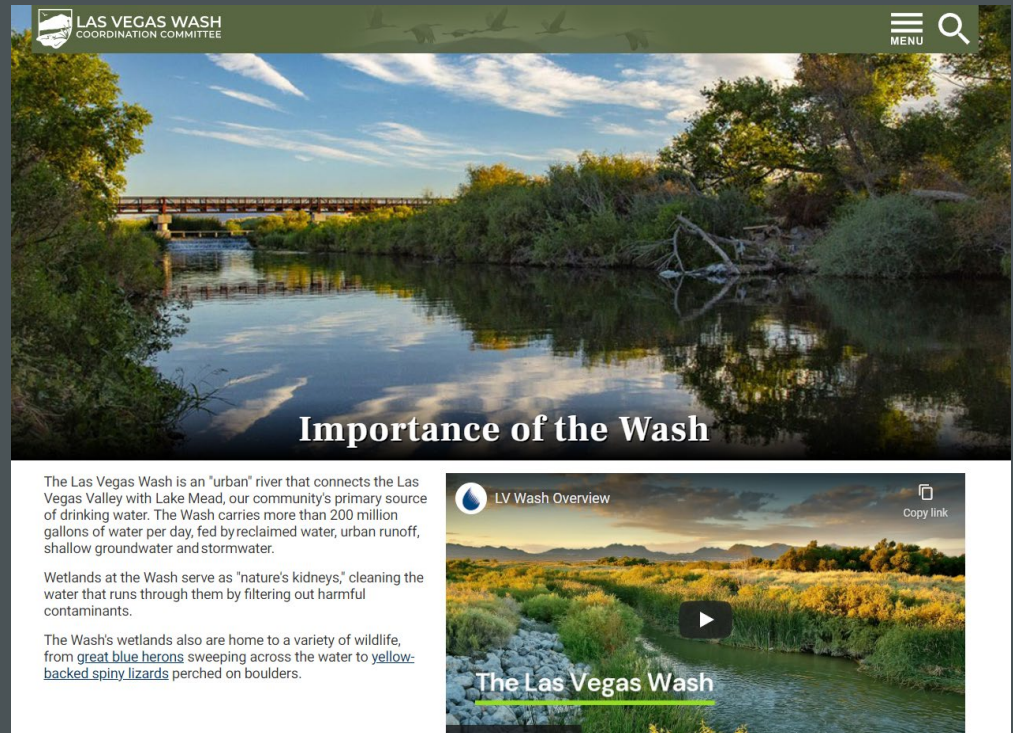 LAS VEGAS WASH
COORDINATION COMMITTEE
MENU
Importance of the Wash
The Las Vegas Wash is an "urban" river that connects the Las
Vegas Valley with Lake Mead, our community's primary source
of drinking water. The Wash carries more than 200 million
gallons of water per day, fed by reclaimed water, urban runoff,
shallow groundwater and stormwater.
Wetlands at the Wash serve as "nature's kidneys," cleaning the
water that runs through them by filtering out harmful
contaminants.
The Wash's wetlands also are home to a variety of wildlife,
from great blue herons sweeping across the water to yellow-
backed spiny lizards perched on boulders.
LV Wash Overview
Copy link
The Las Vegas Wash